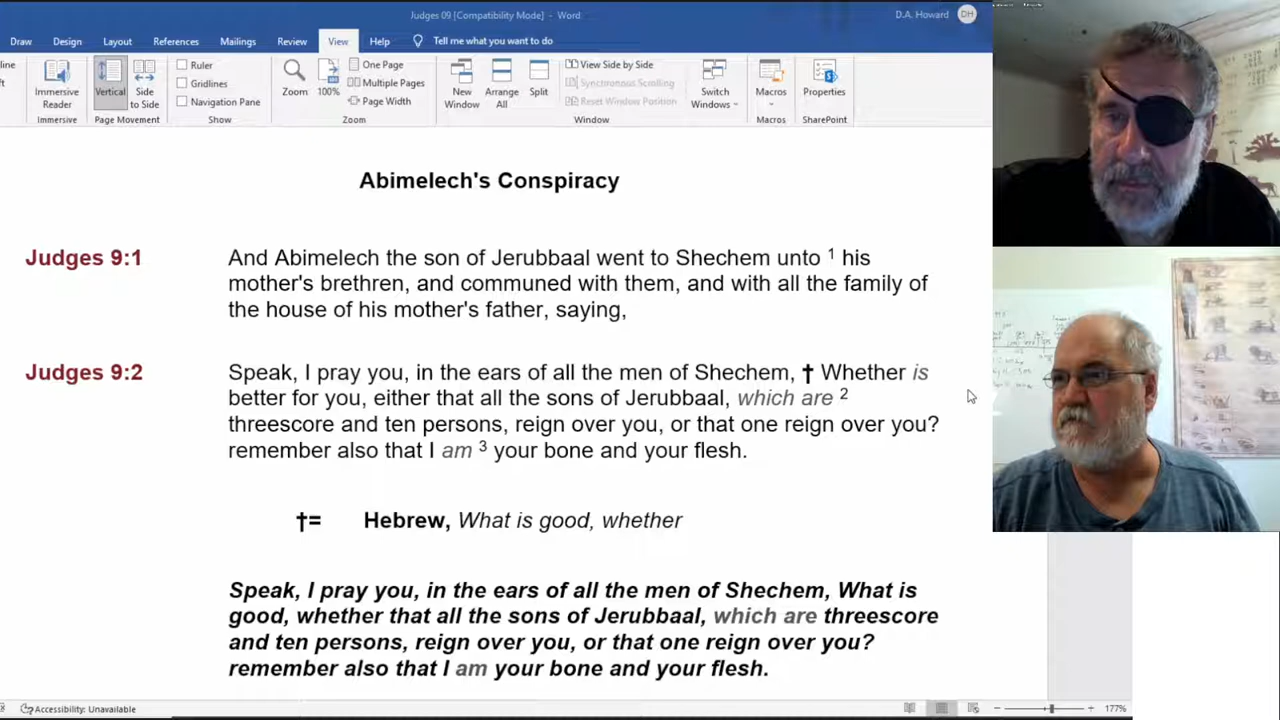 Judges 09 [Compatibility Mode] - Word
D.A. Howard DH
Draw Design Layout References Mailings Review View Help Tell me what you want to do
Immersive Reader
Vertical
Side to Side
Ruler
Gridlines
Navigation Pane
Zoom
100%
One Page
Multiple Pages
Page Width
New Window
Arrange All
Split
View Side by Side
Synchronous Scrolling
Reset Window Position
Switch Windows
Macros
Properties
Immersive Page Movement Show Zoom Window Macros SharePoint
Abimelech's Conspiracy
Judges 9:1 And Abimelech the son of Jerubbaal went to Shechem unto 1 his
mother's brethren, and communed with them, and with all the family of
the house of his mother's father, saying,
Judges 9:2 Speak, I pray you, in the ears of all the men of Shechem, † Whether is
better for you, either that all the sons of Jerubbaal, which are 2
threescore and ten persons, reign over you, or that one reign over you?
remember also that I am 3 your bone and your flesh.
†= Hebrew, What is good, whether
Speak, I pray you, in the ears of all the men of Shechem, What is
good, whether that all the sons of Jerubbaal, which are threescore
and ten persons, reign over you, or that one reign over you?
remember also that I am your bone and your flesh.
Accessibility: Unavailable
177%